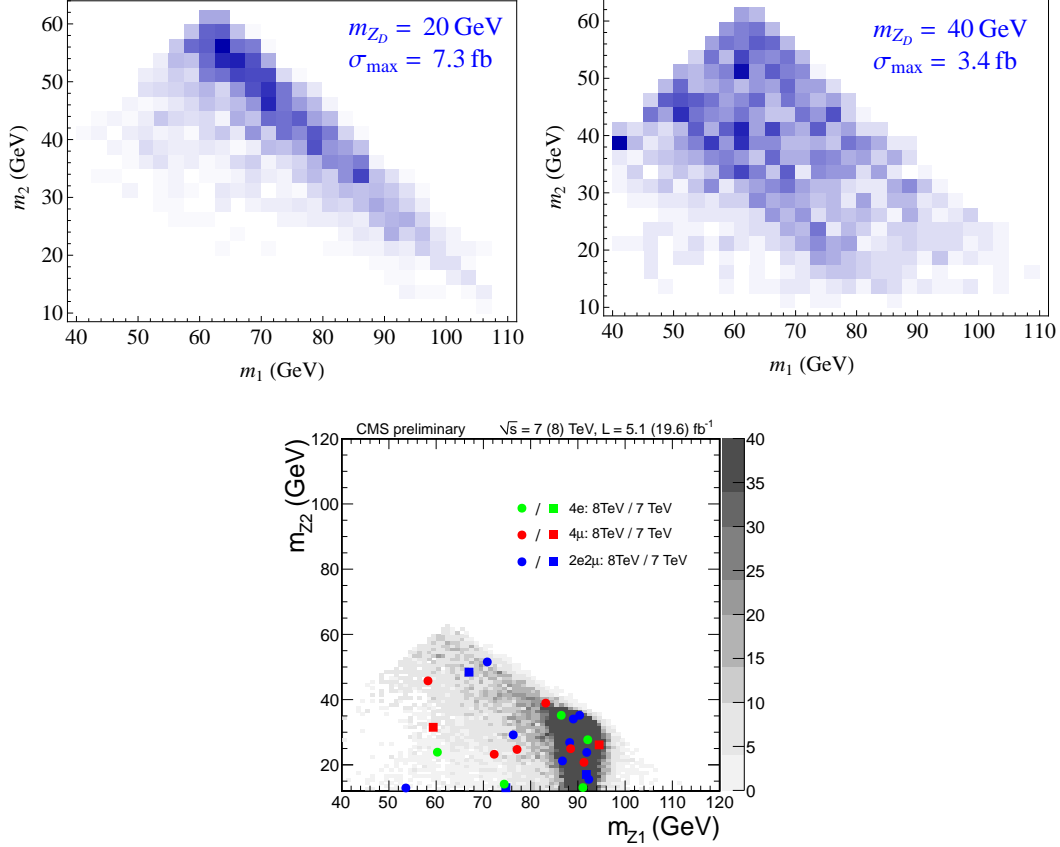 m_{Z_D} = 20 GeV
σ_max = 7.3 fb
60
50
40
30
20
10
m_2 (GeV)
40 50 60 70 80 90 100 110
m_1 (GeV)
m_{Z_D} = 40 GeV
σ_max = 3.4 fb
60
50
40
30
20
10
m_2 (GeV)
40 50 60 70 80 90 100 110
m_1 (GeV)
CMS preliminary √s = 7 (8) TeV, L = 5.1 (19.6) fb^{-1}
120
100
80
60
40
20
m_{Z2} (GeV)
/ 4e: 8TeV / 7 TeV
/ 4μ: 8TeV / 7 TeV
/ 2e2μ: 8TeV / 7 TeV
40
35
30
25
20
15
10
5
0
40 50 60 70 80 90 100 110 120
m_{Z1} (GeV)